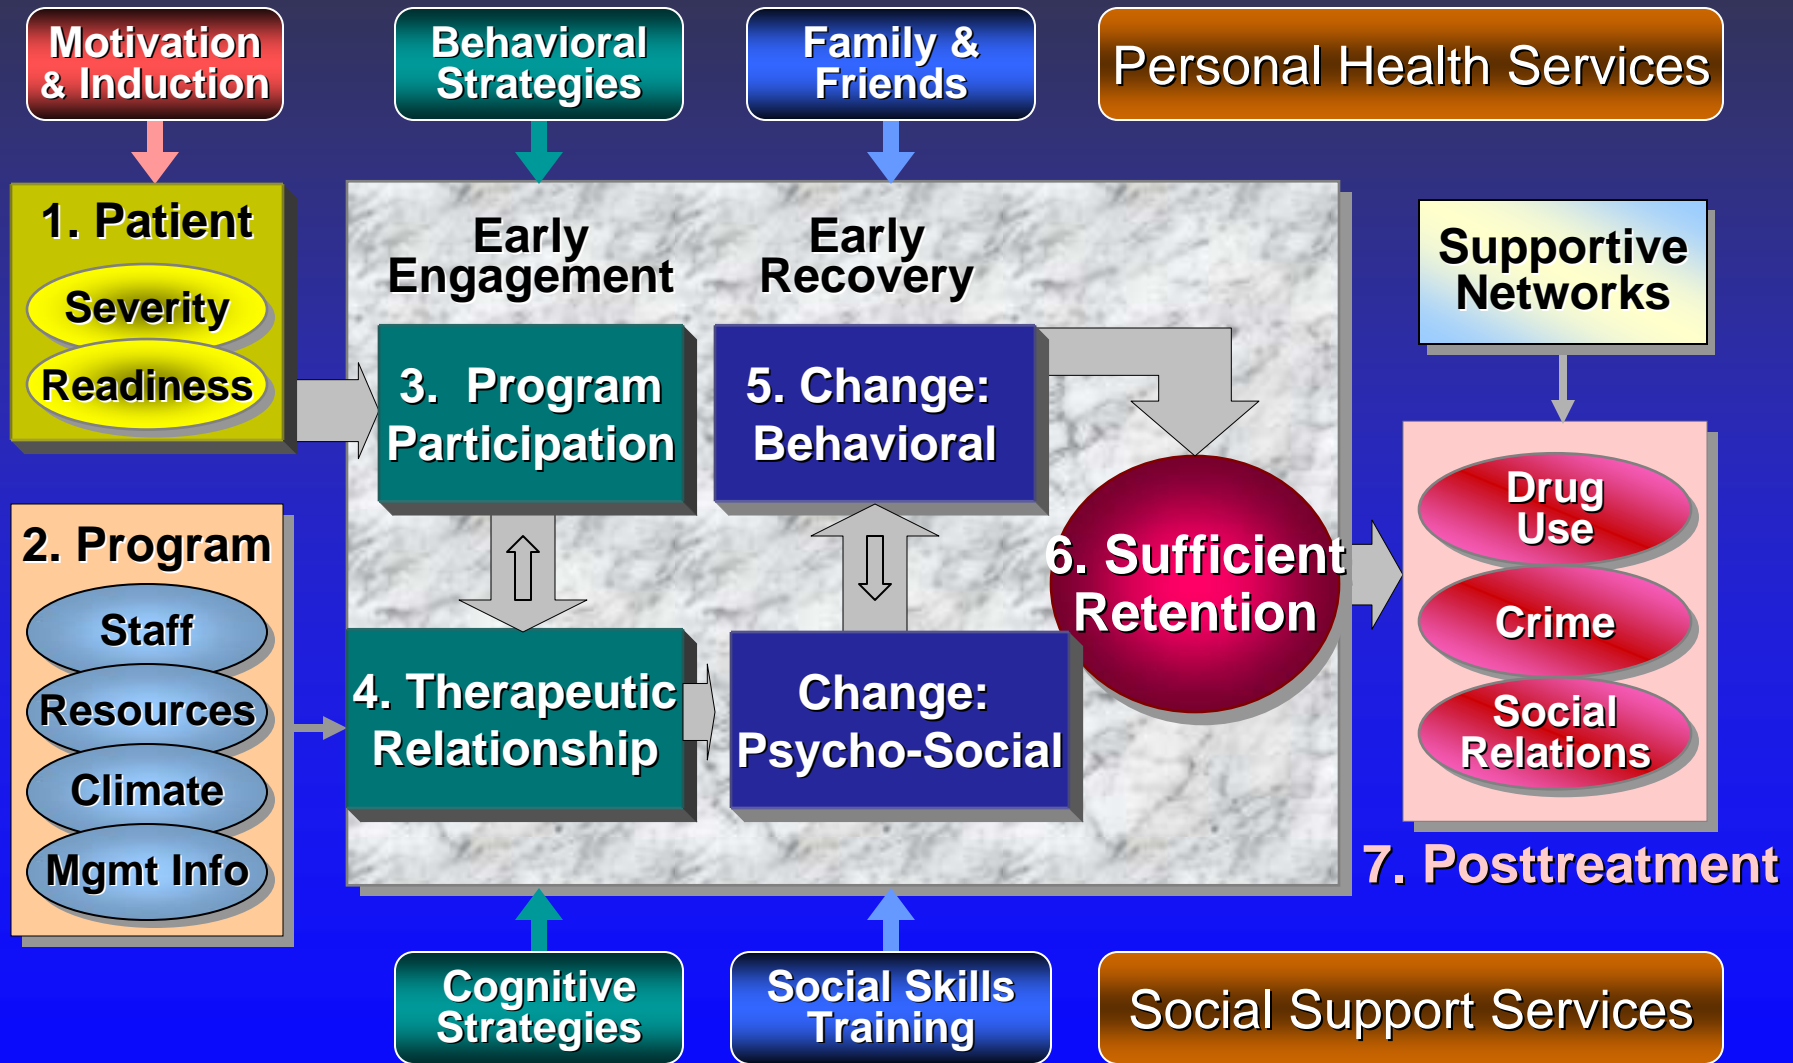 Motivation
& Induction
Behavioral
Strategies
Family &
Friends
Personal Health Services
1. Patient
Severity
Readiness
2. Program
Staff
Resources
Climate
Mgmt Info
Early
Engagement
3. Program
Participation
4. Therapeutic
Relationship
Early
Recovery
5. Change:
Behavioral
Change:
Psycho-Social
6. Sufficient
Retention
Supportive
Networks
Drug
Use
Crime
Social
Relations
7. Posttreatment
Cognitive
Strategies
Social Skills
Training
Social Support Services